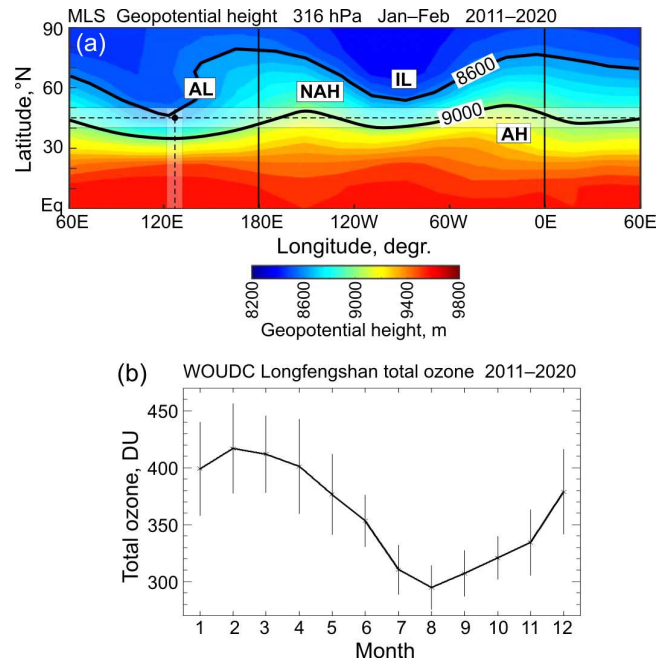 MLS Geopotential height 316 hPa Jan–Feb 2011–2020
(a)
90
60
30
Eq
Latitude,°N
AL
NAH
IL
AH
8600
9000
60E 120E 180E 120W 60W 0E 60E
Longitude, degr.
8200 8600 9000 9400 9800
Geopotential height, m
(b) WOUDC Longfengshan total ozone 2011–2020
450
400
350
300
Total ozone, DU
1 2 3 4 5 6 7 8 9 10 11 12
Month